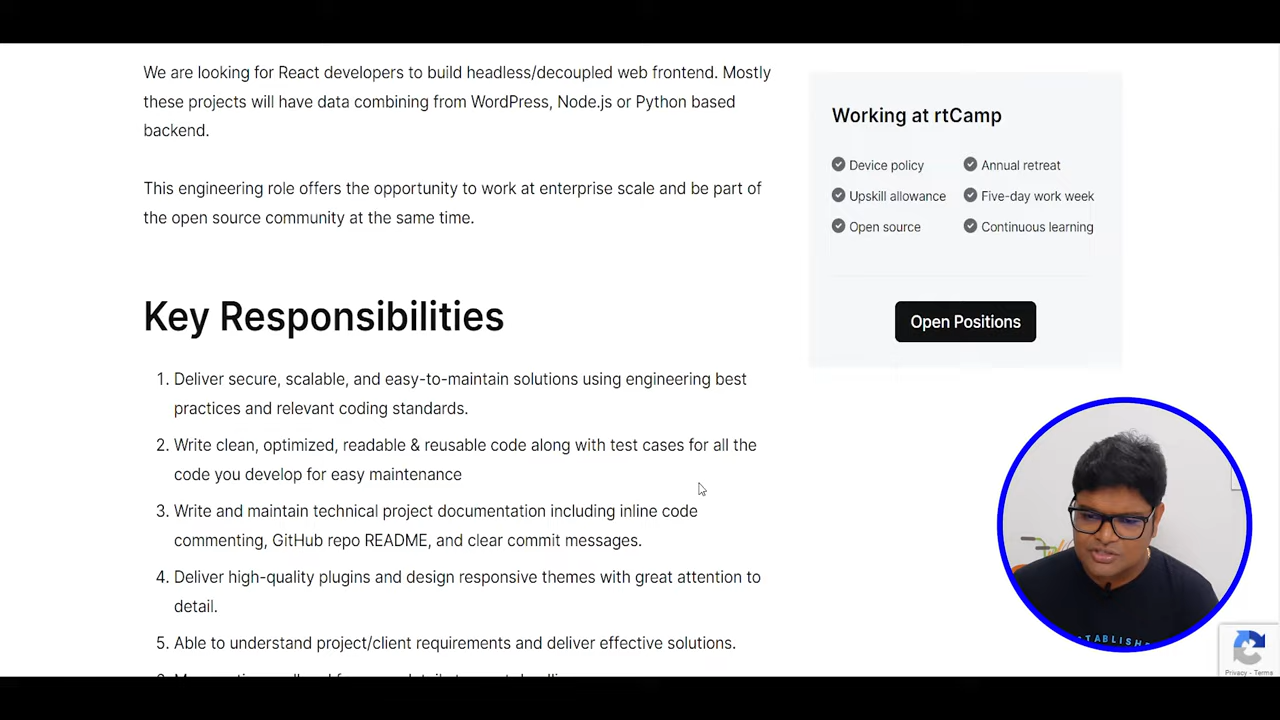 We are looking for React developers to build headless/decoupled web frontend. Mostly
these projects will have data combining from WordPress, Node.js or Python based
backend.
This engineering role offers the opportunity to work at enterprise scale and be part of
the open source community at the same time.
Key Responsibilities
1. Deliver secure, scalable, and easy-to-maintain solutions using engineering best
practices and relevant coding standards.
2. Write clean, optimized, readable & reusable code along with test cases for all the
code you develop for easy maintenance
3. Write and maintain technical project documentation including inline code
commenting, GitHub repo README, and clear commit messages.
4. Deliver high-quality plugins and design responsive themes with great attention to
detail.
5. Able to understand project/client requirements and deliver effective solutions.
Working at rtCamp
Device policy
Annual retreat
Upskill allowance
Five-day work week
Open source
Continuous learning
Open Positions
ESTABLISHE
Privacy - Terms